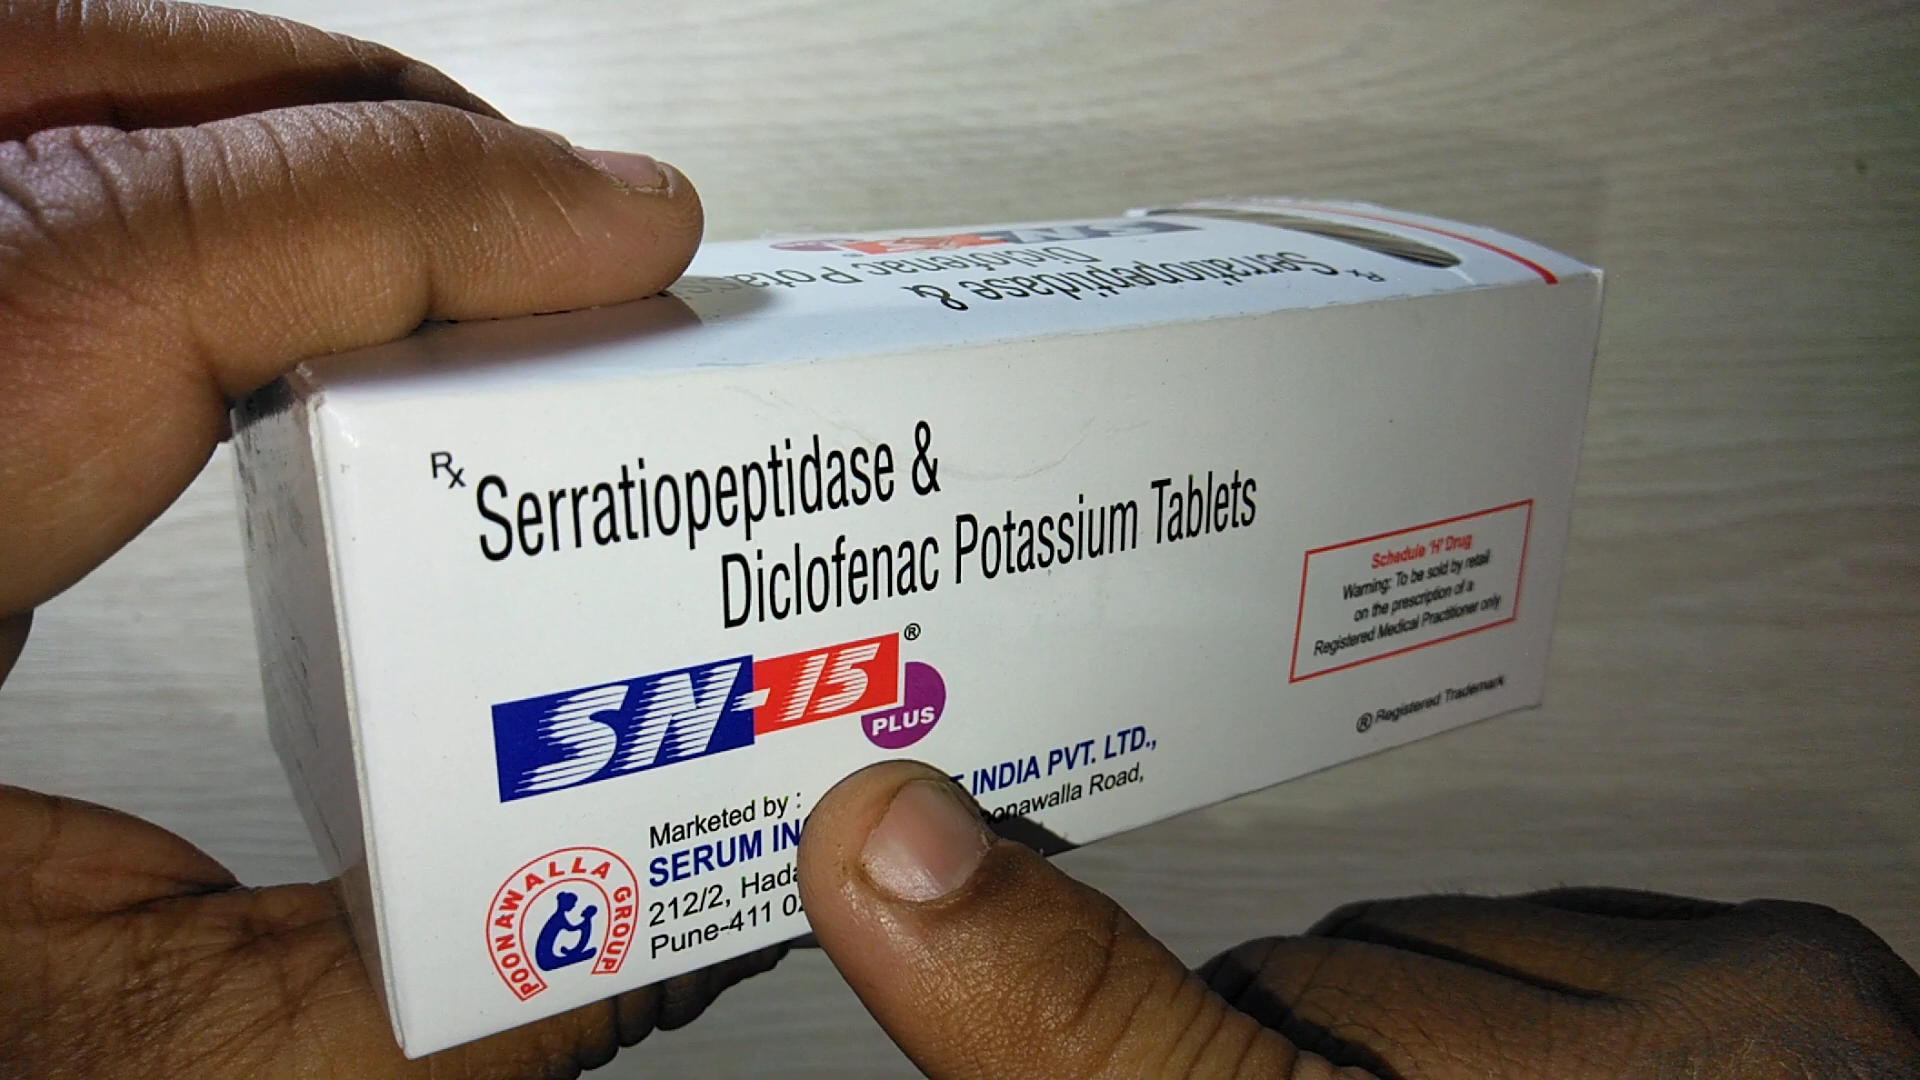 Serratiopeptidase &
Diclofenac Pota
Rx Serratiopeptidase &
Diclofenac Potassium Tablets
SN-15®
PLUS
Schedule 'H' Drug
Warning: To be sold by retail
on the prescription of a
Registered Medical Practitioner only
® Registered Trademark
POONAWALLA GROUP
Marketed by :
SERUM IN INDIA PVT. LTD.,
212/2, Hada oonawalla Road,
Pune-411 0